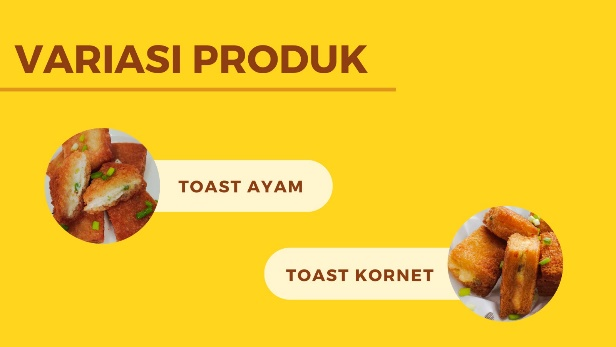 VARIASI PRODUK
TOAST AYAM
TOAST KORNET